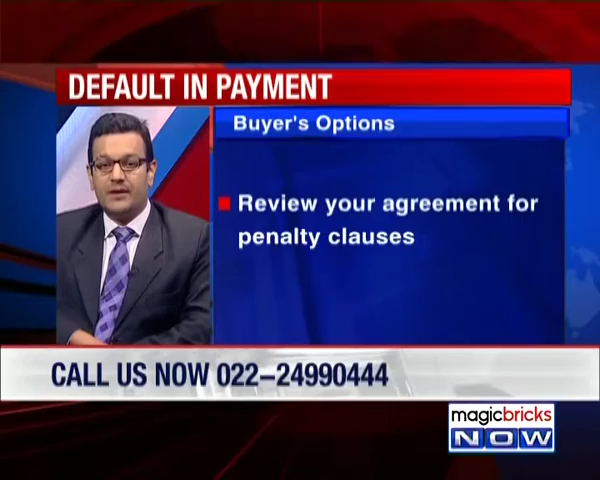 DEFAULT IN PAYMENT
Buyer's Options
Review your agreement for
penalty clauses
CALL US NOW 022–24990444
magicbricks
NOW